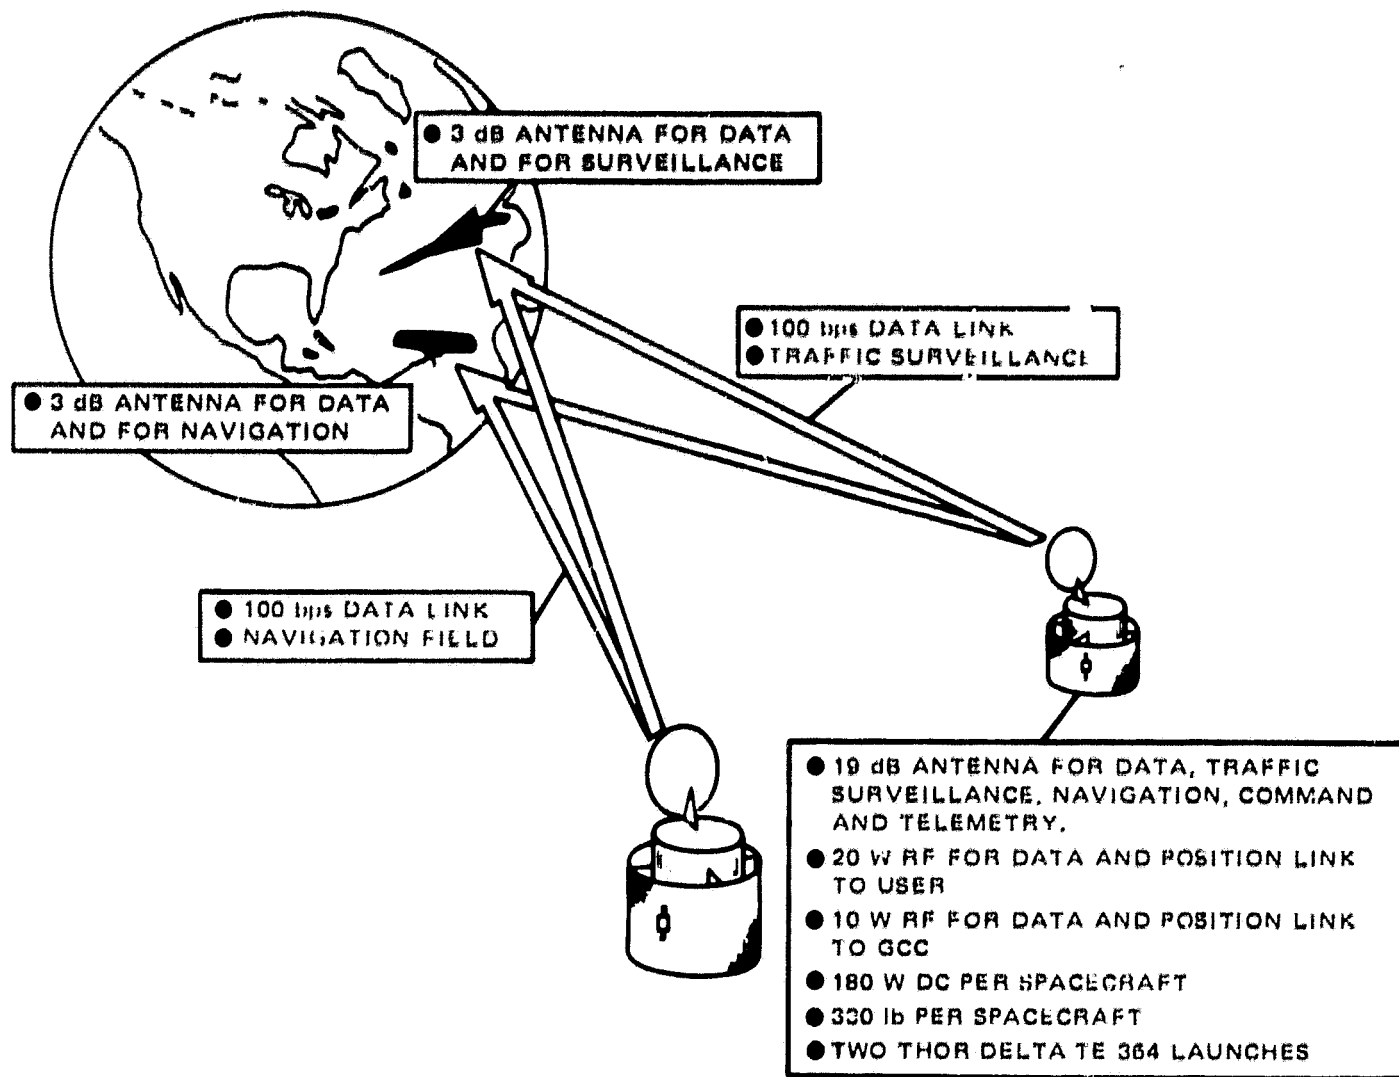 ● 3 dB ANTENNA FOR DATA
AND FOR SURVEILLANCE
● 100 bps DATA LINK
● TRAFFIC SURVEILLANCE
● 3 dB ANTENNA FOR DATA
AND FOR NAVIGATION
● 100 bps DATA LINK
● NAVIGATION FIELD
● 19 dB ANTENNA FOR DATA, TRAFFIC
SURVEILLANCE, NAVIGATION, COMMAND
AND TELEMETRY.
● 20 W RF FOR DATA AND POSITION LINK
TO USER
● 10 W RF FOR DATA AND POSITION LINK
TO GCC
● 180 W DC PER SPACECRAFT
● 330 lb PER SPACECRAFT
● TWO THOR DELTA TE 364 LAUNCHES